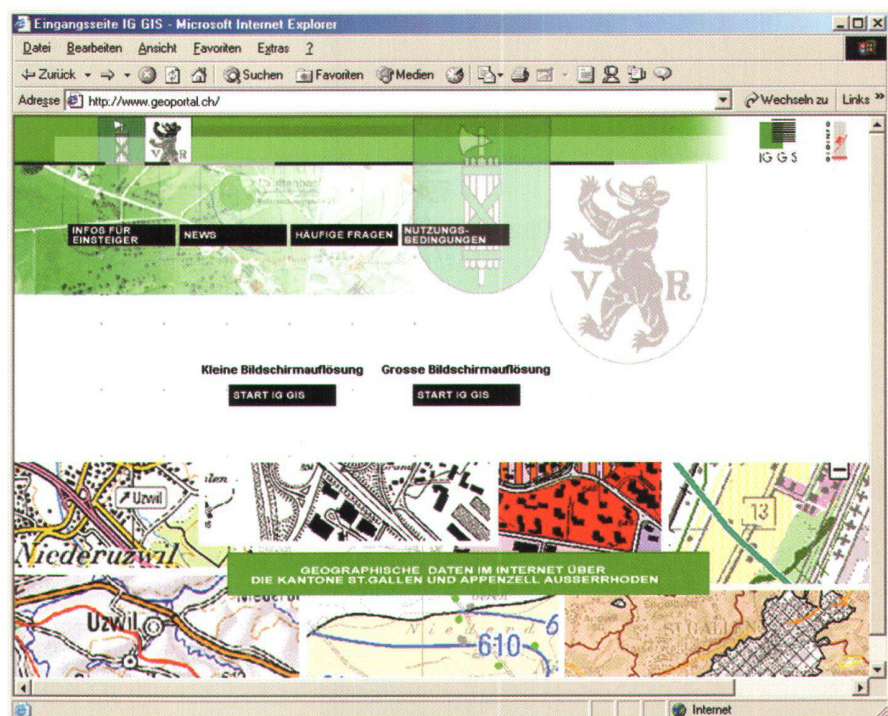 Eingangsseite IG GIS - Microsoft Internet Explorer
Datei Bearbeiten Ansicht Favoriten Extras ?
Zurück Suchen Favoriten Medien
Adresse http://www.geoportal.ch/ Wechseln zu Links »
V R
IG G S
INFOS FÜR
EINSTEIGER
NEWS
HÄUFIGE FRAGEN
NUTZUNGS-
BEDINGUNGEN
V R
Kleine Bildschirmauflösung Grosse Bildschirmauflösung
START IG GIS START IG GIS
Uzwil
13
Niederuzwil
GEOGRAPHISCHE DATEN IM INTERNET ÜBER
DIE KANTONE ST.GALLEN UND APPENZELL AUSSERRHODEN
Uzwil
Niederd
610
ST.GALLEN
Internet